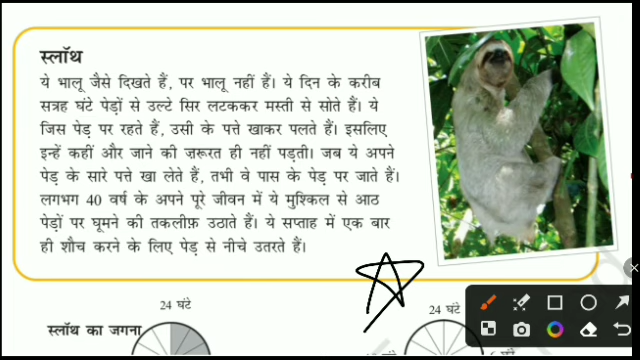 स्लॉथ
ये भालू जैसे दिखते हैं, पर भालू नहीं हैं। ये दिन के करीब
सत्रह घंटे पेड़ों से उल्टे सिर लटककर मस्ती से सोते हैं। ये
जिस पेड़ पर रहते हैं, उसी के पत्ते खाकर पलते हैं। इसलिए
इन्हें कहीं और जाने की ज़रूरत ही नहीं पड़ती। जब ये अपने
पेड़ के सारे पत्ते खा लेते हैं, तभी वे पास के पेड़ पर जाते हैं।
लगभग 40 वर्ष के अपने पूरे जीवन में ये मुश्किल से आठ
पेड़ों पर घूमने की तकलीफ़ उठाते हैं। ये सप्ताह में एक बार
ही शौच करने के लिए पेड़ से नीचे उतरते हैं।
24 घंटे
24 घंटे
स्लॉथ का जगना